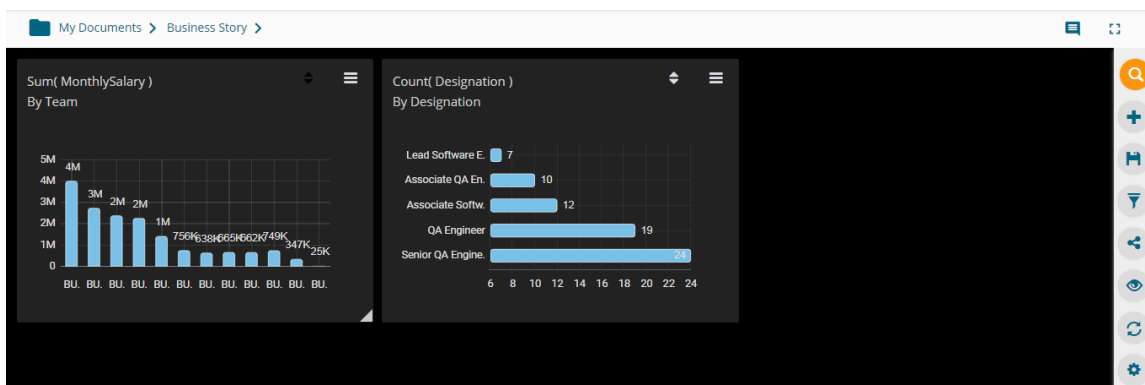 My Documents > Business Story >
Sum( MonthlySalary )
By Team
5M
4M
3M
2M
1M
0
4M
3M
2M
2M
1M
756K
638K
665K
662K
749K
347K
25K
BU. BU. BU. BU. BU. BU. BU. BU. BU. BU. BU. BU.
Count( Designation )
By Designation
Lead Software E. 7
Associate QA En. 10
Associate Softw. 12
QA Engineer 19
Senior QA Engine. 24
6 8 10 12 14 16 18 20 22 24